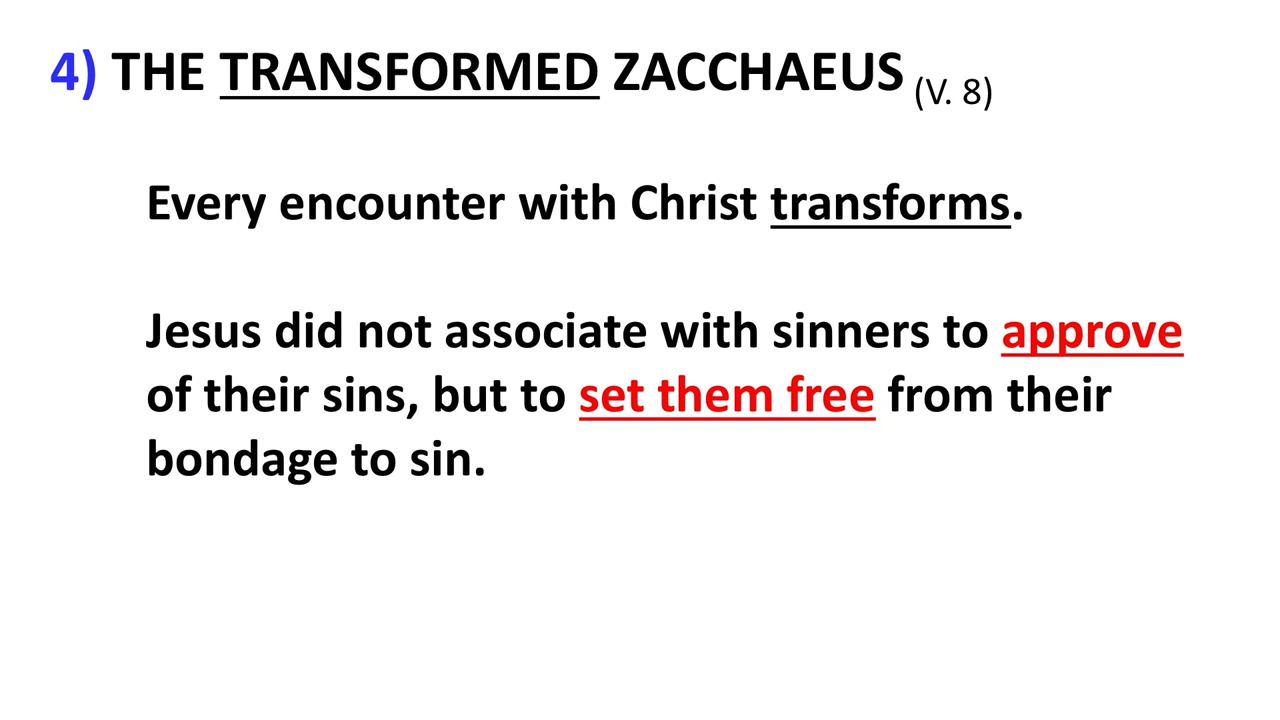 4) THE TRANSFORMED ZACCHAEUS (V. 8)
Every encounter with Christ transforms.
Jesus did not associate with sinners to approve
of their sins, but to set them free from their
bondage to sin.